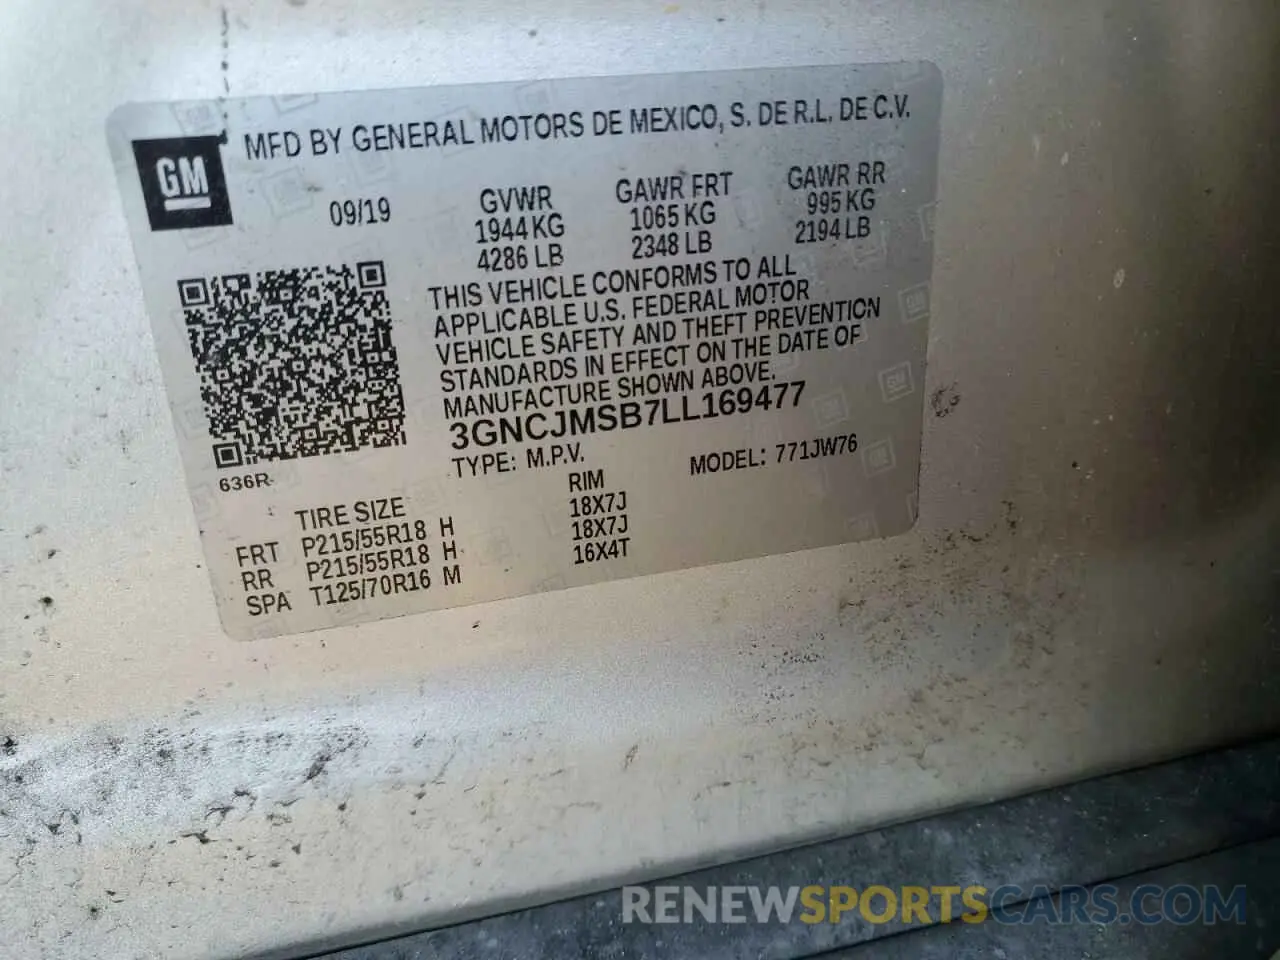 MFD BY GENERAL MOTORS DE MEXICO, S. DE R.L. DE C.V.
GM
09/19
GVWR GAWR FRT GAWR RR
1944 KG 1065 KG 995 KG
4286 LB 2348 LB 2194 LB
THIS VEHICLE CONFORMS TO ALL
APPLICABLE U.S. FEDERAL MOTOR
VEHICLE SAFETY AND THEFT PREVENTION
STANDARDS IN EFFECT ON THE DATE OF
MANUFACTURE SHOWN ABOVE.
3GNCJMSB7LL169477
636R
TYPE: M.P.V. MODEL: 771JW76
TIRE SIZE RIM
FRT P215/55R18 H 18X7J
RR P215/55R18 H 18X7J
SPA T125/70R16 M 16X4T
RENEWSPORTSCARS.COM